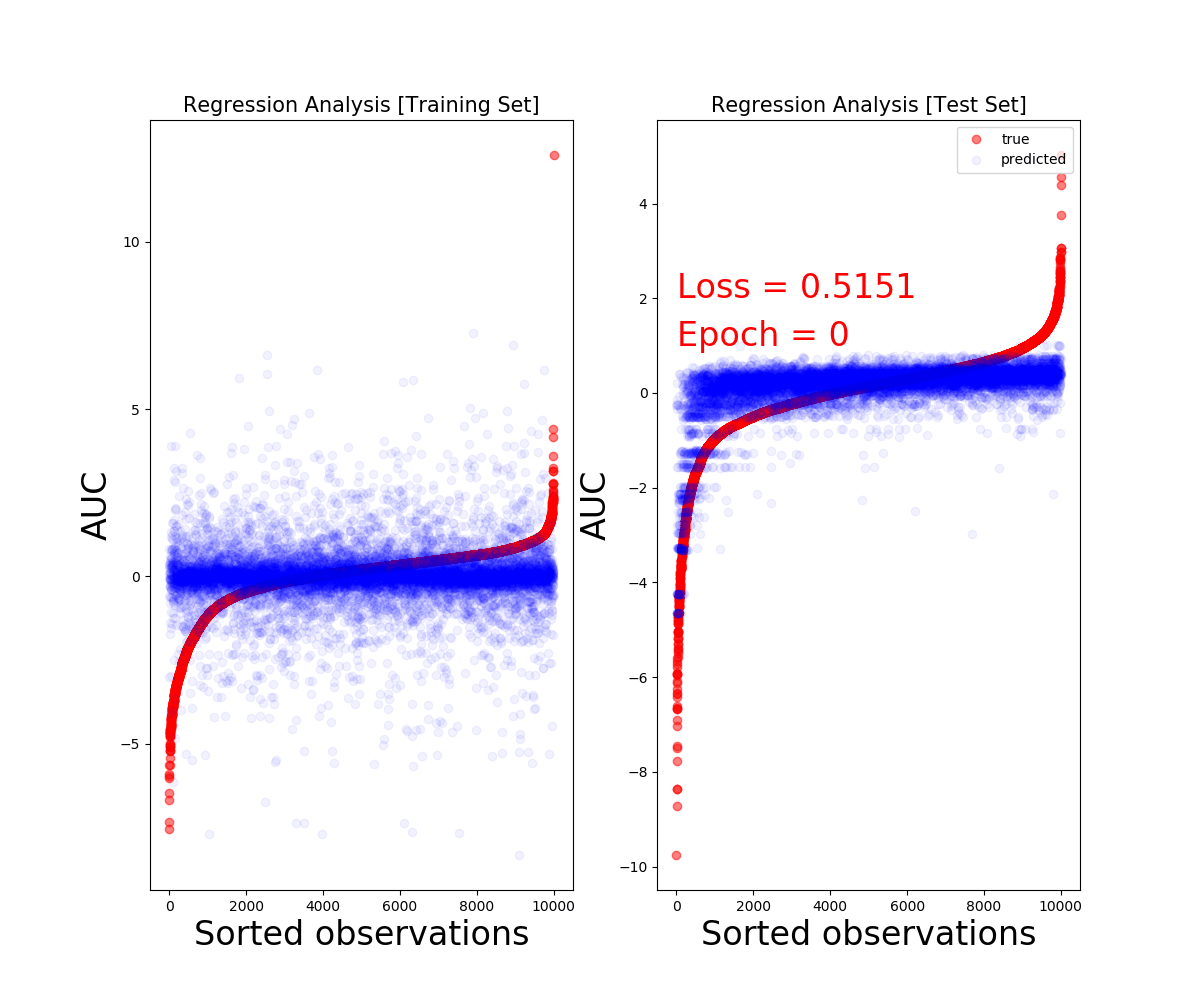 Regression Analysis [Training Set]
AUC
10
5
0
−5
0 2000 4000 6000 8000 10000
Sorted observations
Regression Analysis [Test Set]
true
predicted
Loss = 0.5151
Epoch = 0
AUC
4
2
0
−2
−4
−6
−8
−10
0 2000 4000 6000 8000 10000
Sorted observations